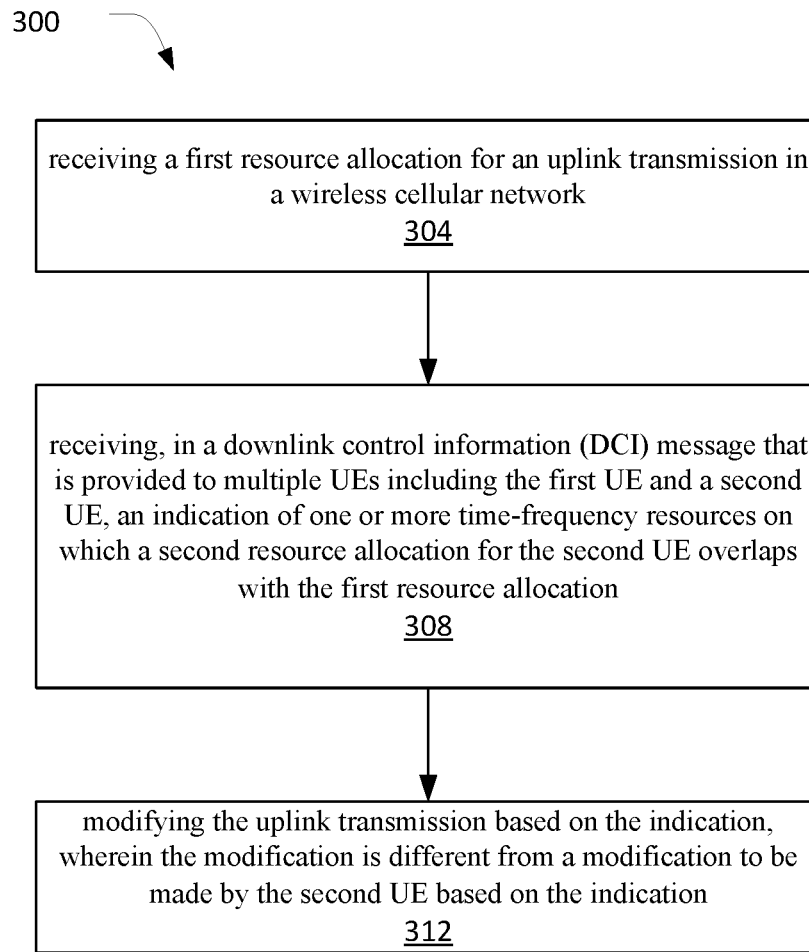 300
receiving a first resource allocation for an uplink transmission in
a wireless cellular network
304
receiving, in a downlink control information (DCI) message that
is provided to multiple UEs including the first UE and a second
UE, an indication of one or more time-frequency resources on
which a second resource allocation for the second UE overlaps
with the first resource allocation
308
modifying the uplink transmission based on the indication,
wherein the modification is different from a modification to be
made by the second UE based on the indication
312